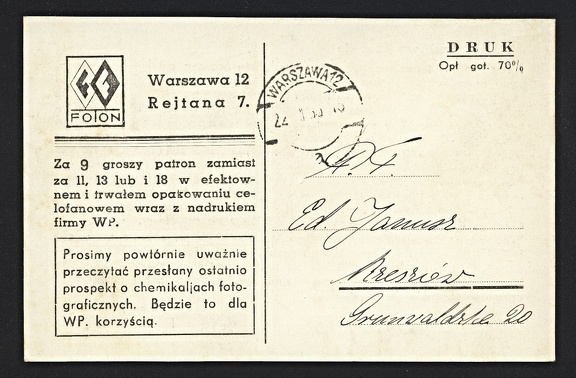 FOTON
Warszawa 12
Rejtana 7.
Za 9 groszy patron zamiast
za 11, 13 lub i 18 w efektow-
nem i trwałem opakowaniu ce-
lofanowem wraz z nadrukiem
firmy WP.
Prosimy powtórnie uważnie
przeczytać przesłany ostatnio
prospekt o chemikaljach foto-
graficznych. Będzie to dla
WP. korzyścią.
WARSZAWA 12
DRUK
Opł got. 70%
P. F.
Ed. Janusz
Rzeszów
Grunwaldzka 20